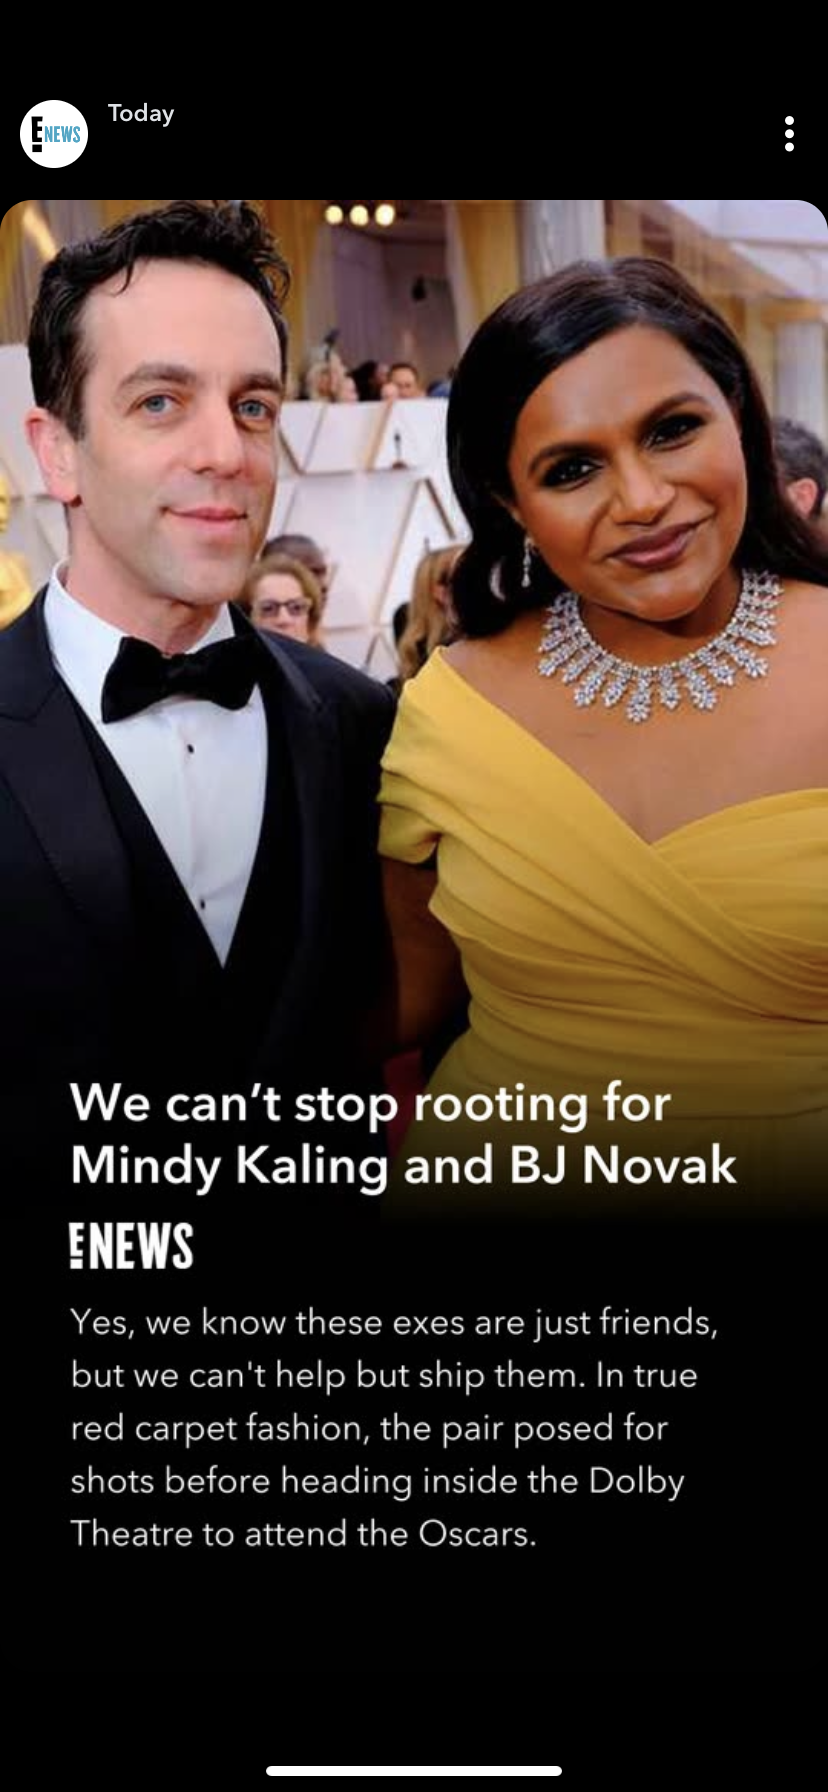 E NEWS
Today
We can’t stop rooting for
Mindy Kaling and BJ Novak
E NEWS
Yes, we know these exes are just friends,
but we can't help but ship them. In true
red carpet fashion, the pair posed for
shots before heading inside the Dolby
Theatre to attend the Oscars.